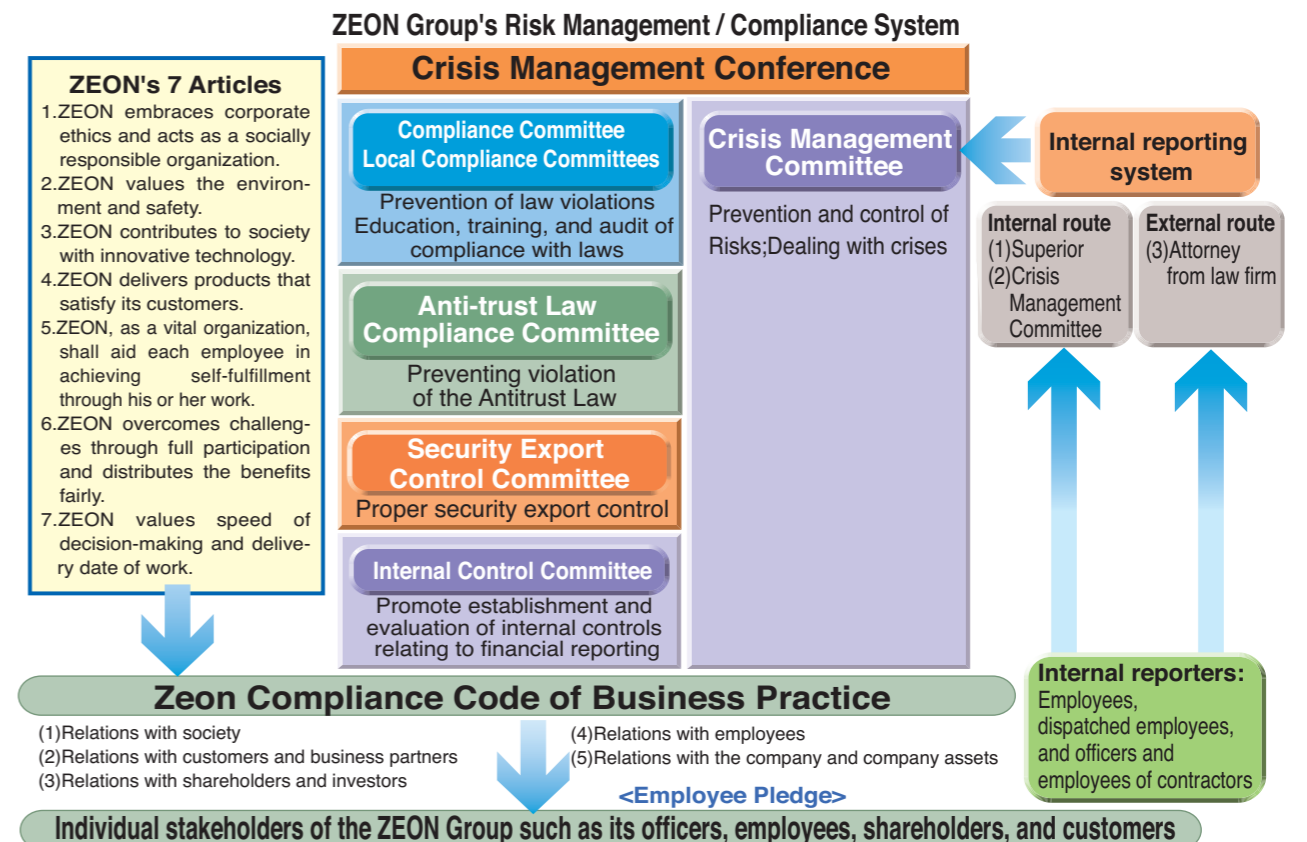 ZEON Group's Risk Management / Compliance System
ZEON's 7 Articles
1.ZEON embraces corporate
ethics and acts as a socially
responsible organization.
2.ZEON values the environ-
ment and safety.
3.ZEON contributes to society
with innovative technology.
4.ZEON delivers products that
satisfy its customers.
5.ZEON, as a vital organization,
shall aid each employee in
achieving self-fulfillment
through his or her work.
6.ZEON overcomes challeng-
es through full participation
and distributes the benefits
fairly.
7.ZEON values speed of
decision-making and delive-
ry date of work.
Crisis Management Conference
Compliance Committee
Local Compliance Committees
Prevention of law violations
Education, training, and audit of
compliance with laws
Anti-trust Law
Compliance Committee
Preventing violation
of the Antitrust Law
Security Export
Control Committee
Proper security export control
Internal Control Committee
Promote establishment and
evaluation of internal controls
relating to financial reporting
Crisis Management
Committee
Prevention and control of
Risks;Dealing with crises
Internal reporting
system
Internal route
(1)Superior
(2)Crisis
Management
Committee
External route
(3)Attorney
from law firm
Internal reporters:
Employees,
dispatched employees,
and officers and
employees of contractors
Zeon Compliance Code of Business Practice
(1)Relations with society
(2)Relations with customers and business partners
(3)Relations with shareholders and investors
(4)Relations with employees
(5)Relations with the company and company assets
<Employee Pledge>
Individual stakeholders of the ZEON Group such as its officers, employees, shareholders, and customers